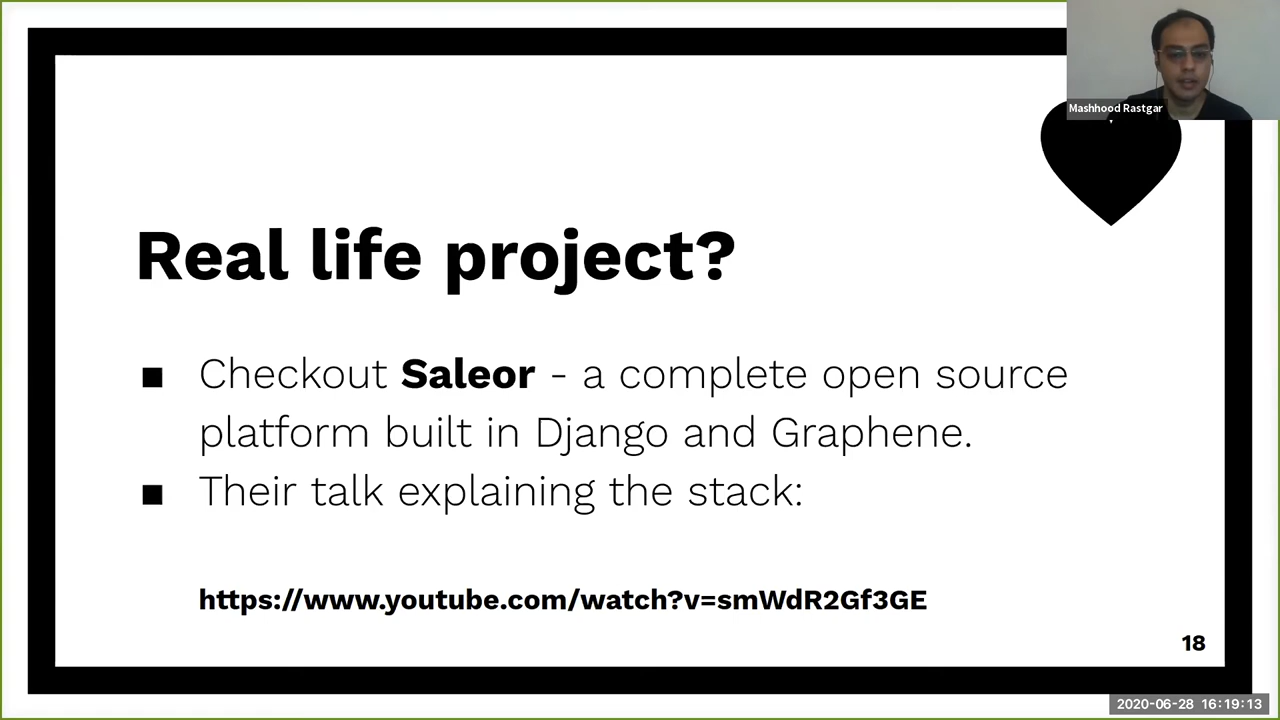 Mashhood Rastgar
Real life project?
▪ Checkout Saleor - a complete open source
platform built in Django and Graphene.
▪ Their talk explaining the stack:
https://www.youtube.com/watch?v=smWdR2Gf3GE
18
2020-06-28 16:19:13